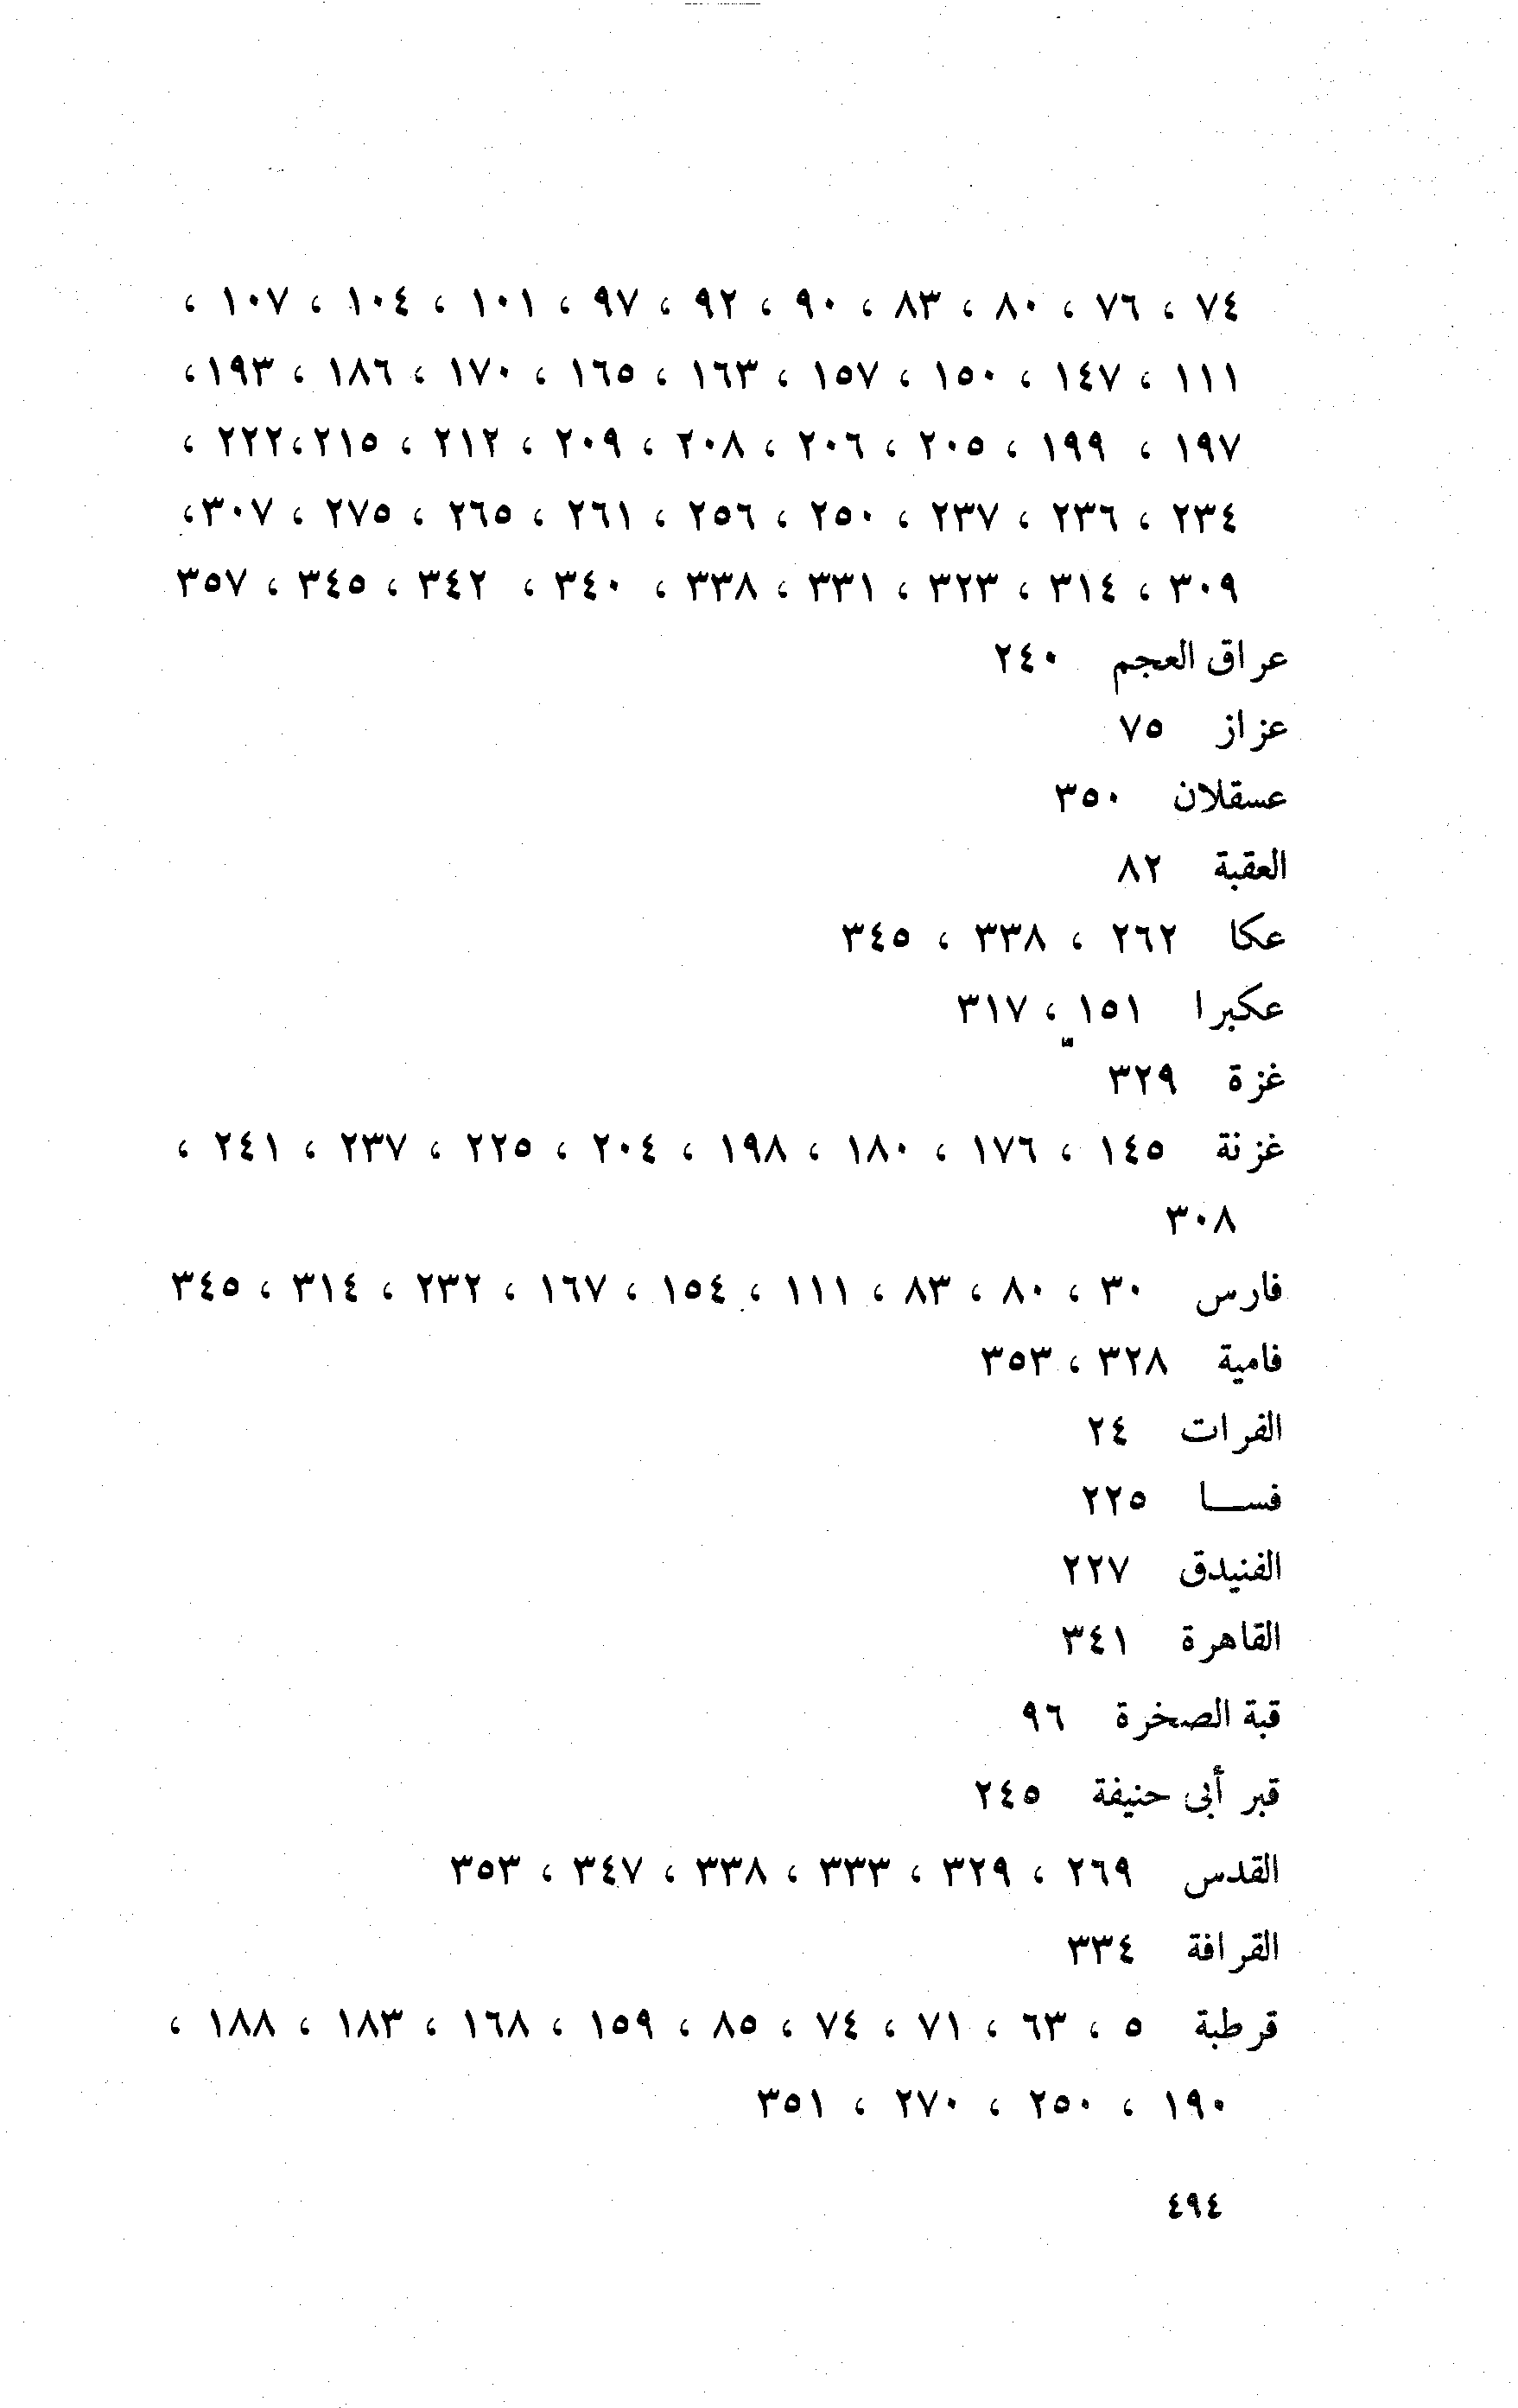 ٧٤ ، ٧٦ ، ٨٠ ، ٨٣ ، ٩٠ ، ٩٢ ، ٩٧ ، ١٠١ ، ١٠٤ ، ١٠٧ ،
١١١ ، ١٤٧ ، ١٥٠ ، ١٥٧ ، ١٦٣ ، ١٦٥ ، ١٧٠ ، ١٨٦ ، ١٩٣ ،
١٩٧ ، ١٩٩ ، ٢٠٥ ، ٢٠٦ ، ٢٠٨ ، ٢٠٩ ، ٢١٢ ، ٢١٥ ، ٢٢٢ ،
٢٣٤ ، ٢٣٦ ، ٢٣٧ ، ٢٥٠ ، ٢٥٦ ، ٢٦١ ، ٢٦٥ ، ٢٧٥ ، ٣٠٧ ،
٣٠٩ ، ٣١٤ ، ٣٢٣ ، ٣٣١ ، ٣٣٨ ، ٣٤٠ ، ٣٤٢ ، ٣٤٥ ، ٣٥٧
عراق العجم ٢٤٠
عزاز ٧٥
عسقلان ٣٥٠
العقبة ٨٢
عكا ٢٦٢ ، ٣٣٨ ، ٣٤٥
عكبرا ١٥١ ، ٣١٧
غزة ٣٢٩
غزنة ١٤٥ ، ١٧٦ ، ١٨٠ ، ١٩٨ ، ٢٠٤ ، ٢٢٥ ، ٢٣٧ ، ٢٤١ ،
٣٠٨
فارس ٣٠ ، ٨٠ ، ٨٣ ، ١١١ ، ١٥٤ ، ١٦٧ ، ٢٣٢ ، ٣١٤ ، ٣٤٥
فامية ٣٢٨ ، ٣٥٣
الفرات ٢٤
فسا ٢٢٥
الفنيدق ٢٢٧
القاهرة ٣٤١
قبة الصخرة ٩٦
قبر أبى حنيفة ٢٤٥
القدس ٢٦٩ ، ٣٢٩ ، ٣٣٣ ، ٣٣٨ ، ٣٤٧ ، ٣٥٣
القرافة ٣٣٤
قرطبة ٥ ، ٦٣ ، ٧١ ، ٧٤ ، ٨٥ ، ١٥٩ ، ١٦٨ ، ١٨٣ ، ١٨٨ ،
١٩٠ ، ٢٥٠ ، ٢٧٠ ، ٣٥١
٤٩٤